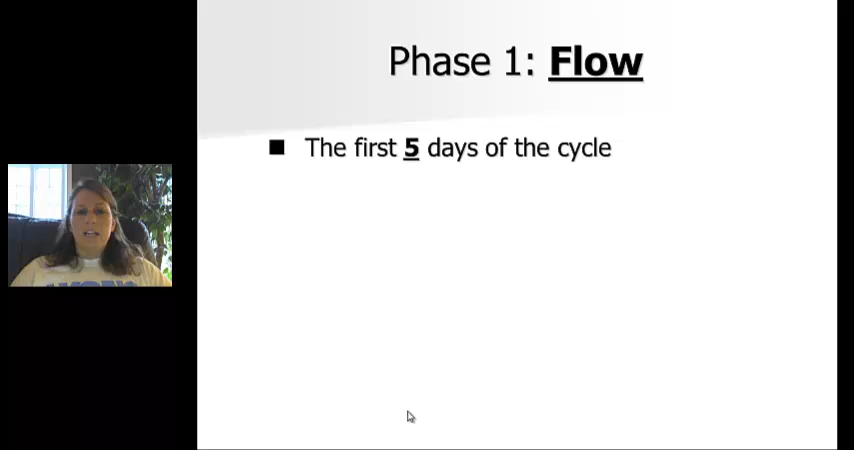 Phase 1: Flow
■ The first 5 days of the cycle